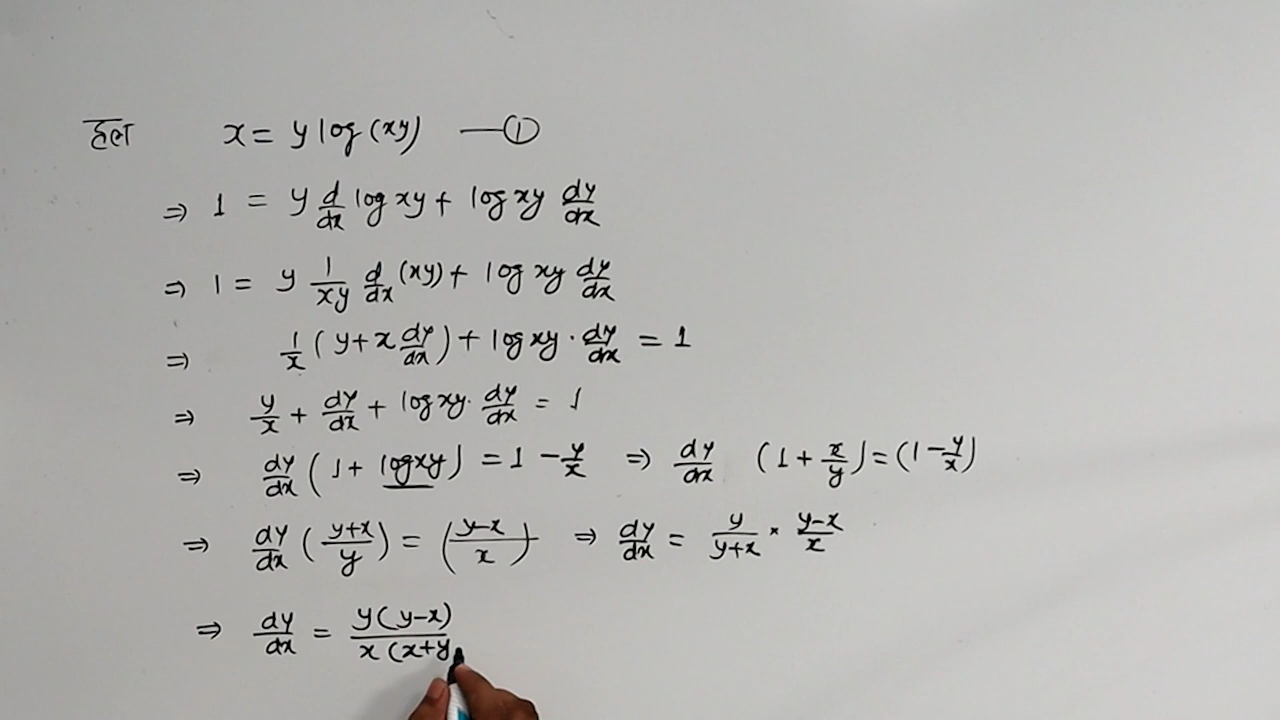 हल x = y log(xy) —①
⇒ 1 = y d/dx log xy + log xy dy/dx
⇒ 1 = y 1/xy d/dx (xy) + log xy dy/dx
⇒ 1/x (y + x dy/dx) + log xy · dy/dx = 1
⇒ y/x + dy/dx + log xy · dy/dx = 1
⇒ dy/dx (1 + log xy) = 1 - y/x ⇒ dy/dx (1 + x/y) = (1 - y/x)
⇒ dy/dx (y+x/y) = (y-x/x) ⇒ dy/dx = y/y+x * y-x/x
⇒ dy/dx = y(y-x)/x(x+y